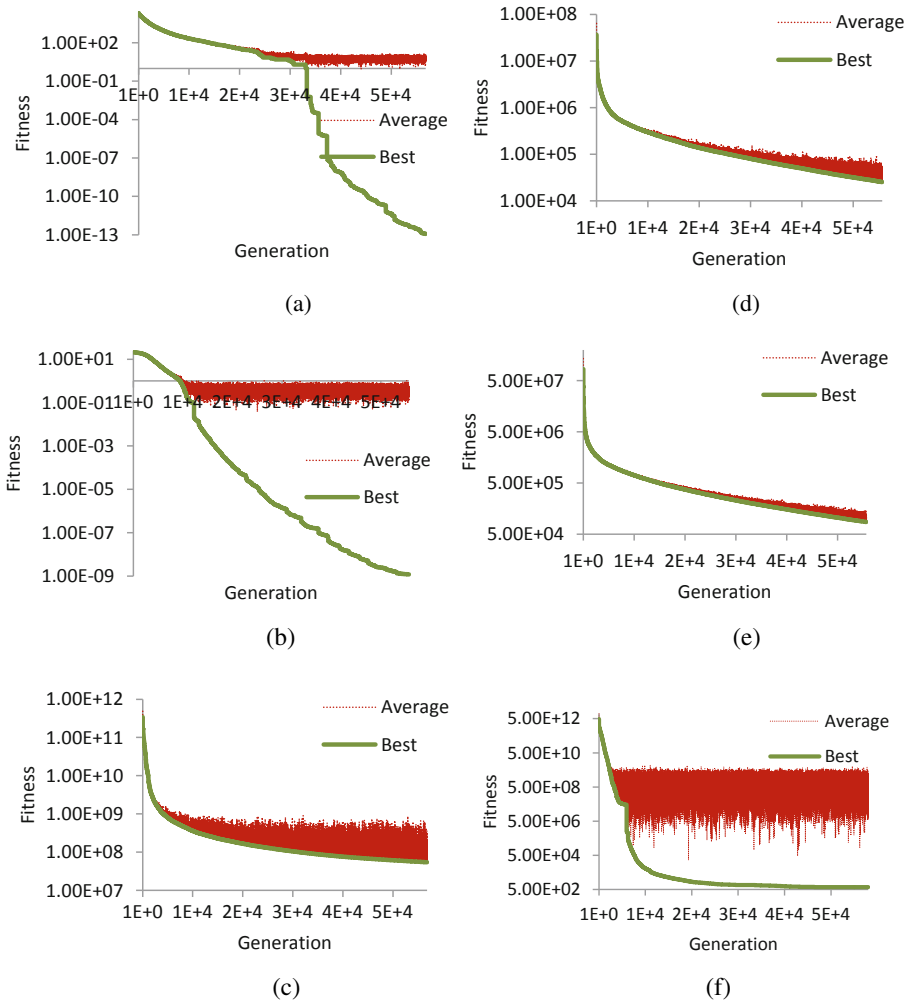 1.00E+02
1.00E-01
1.00E-04
1.00E-07
1.00E-10
1.00E-13
1E+0 1E+4 2E+4 3E+4 4E+4 5E+4
Fitness
Average
Best
Generation
(a)
1.00E+08
1.00E+07
1.00E+06
1.00E+05
1.00E+04
1E+0 1E+4 2E+4 3E+4 4E+4 5E+4
Fitness
Average
Best
Generation
(d)
1.00E+01
1.00E-01
1.00E-03
1.00E-05
1.00E-07
1.00E-09
1E+0 1E+4 2E+4 3E+4 4E+4 5E+4
Fitness
Average
Best
Generation
(b)
5.00E+07
5.00E+06
5.00E+05
5.00E+04
1E+0 1E+4 2E+4 3E+4 4E+4 5E+4
Fitness
Average
Best
Generation
(e)
1.00E+12
1.00E+11
1.00E+10
1.00E+09
1.00E+08
1.00E+07
1E+0 1E+4 2E+4 3E+4 4E+4 5E+4
Fitness
Average
Best
Generation
(c)
5.00E+12
5.00E+10
5.00E+08
5.00E+06
5.00E+04
5.00E+02
1E+0 1E+4 2E+4 3E+4 4E+4 5E+4
Fitness
Average
Best
Generation
(f)